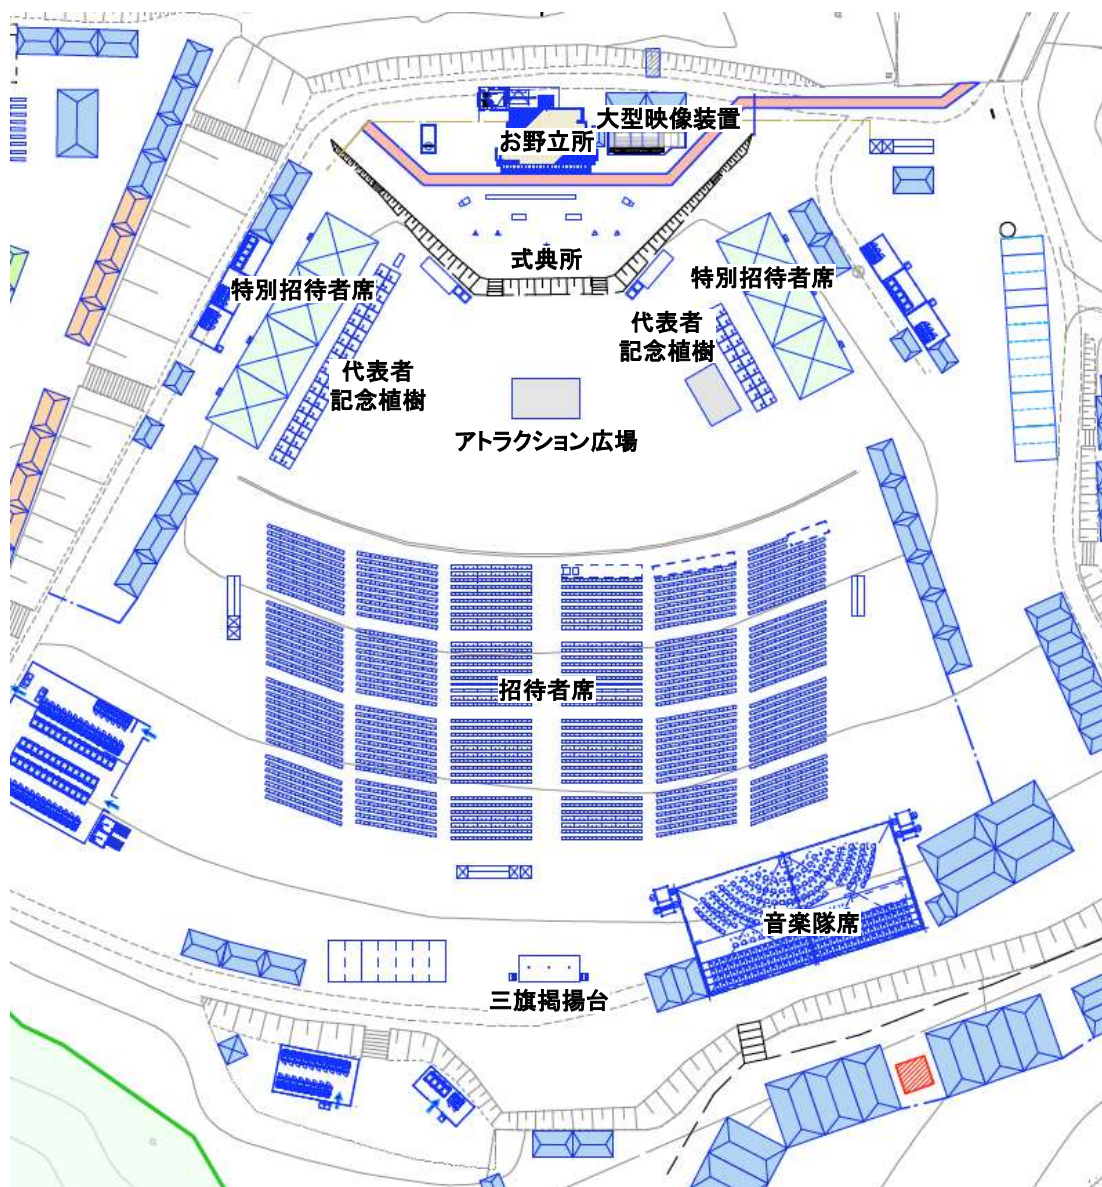 大型映像装置
お野立所
式典所
特別招待者席
特別招待者席
代表者
記念植樹
代表者
記念植樹
アトラクション広場
招待者席
音楽隊席
三旗掲揚台